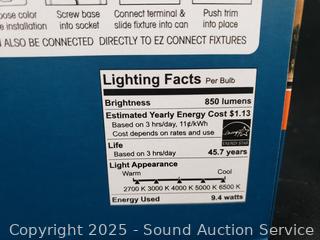 oose color
Screw base
Connect terminal &
Push trim
e installation
into socket
slide fixture into can
into place
N ALSO BE CONNECTED DIRECTLY TO EZ CONNECT FIXTURES
Lighting Facts Per Bulb
Brightness 850 lumens
Estimated Yearly Energy Cost $1.13
Based on 3 hrs/day, 11¢/kWh
Cost depends on rates and use
ENERGY STAR
Life
Based on 3 hrs/day 45.7 years
Light Appearance
Warm Cool
2700 K 3000 K 4000 K 5000 K 6500 K
Energy Used 9.4 watts
Copyright 2025 - Sound Auction Service